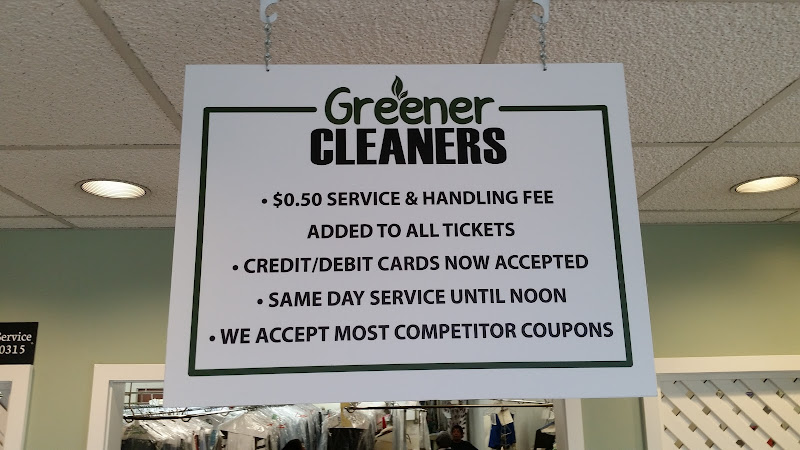 Greener
CLEANERS
• $0.50 SERVICE & HANDLING FEE
ADDED TO ALL TICKETS
• CREDIT/DEBIT CARDS NOW ACCEPTED
• SAME DAY SERVICE UNTIL NOON
• WE ACCEPT MOST COMPETITOR COUPONS
Service
0315